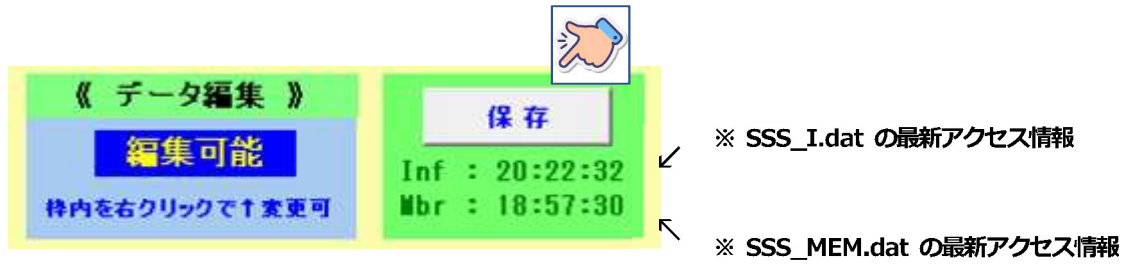 《 データ編集 》
編集可能
枠内を右クリックで↑変更可
保 存
Inf : 20:22:32
Mbr : 18:57:30
※ SSS_I.dat の最新アクセス情報
※ SSS_MEM.dat の最新アクセス情報